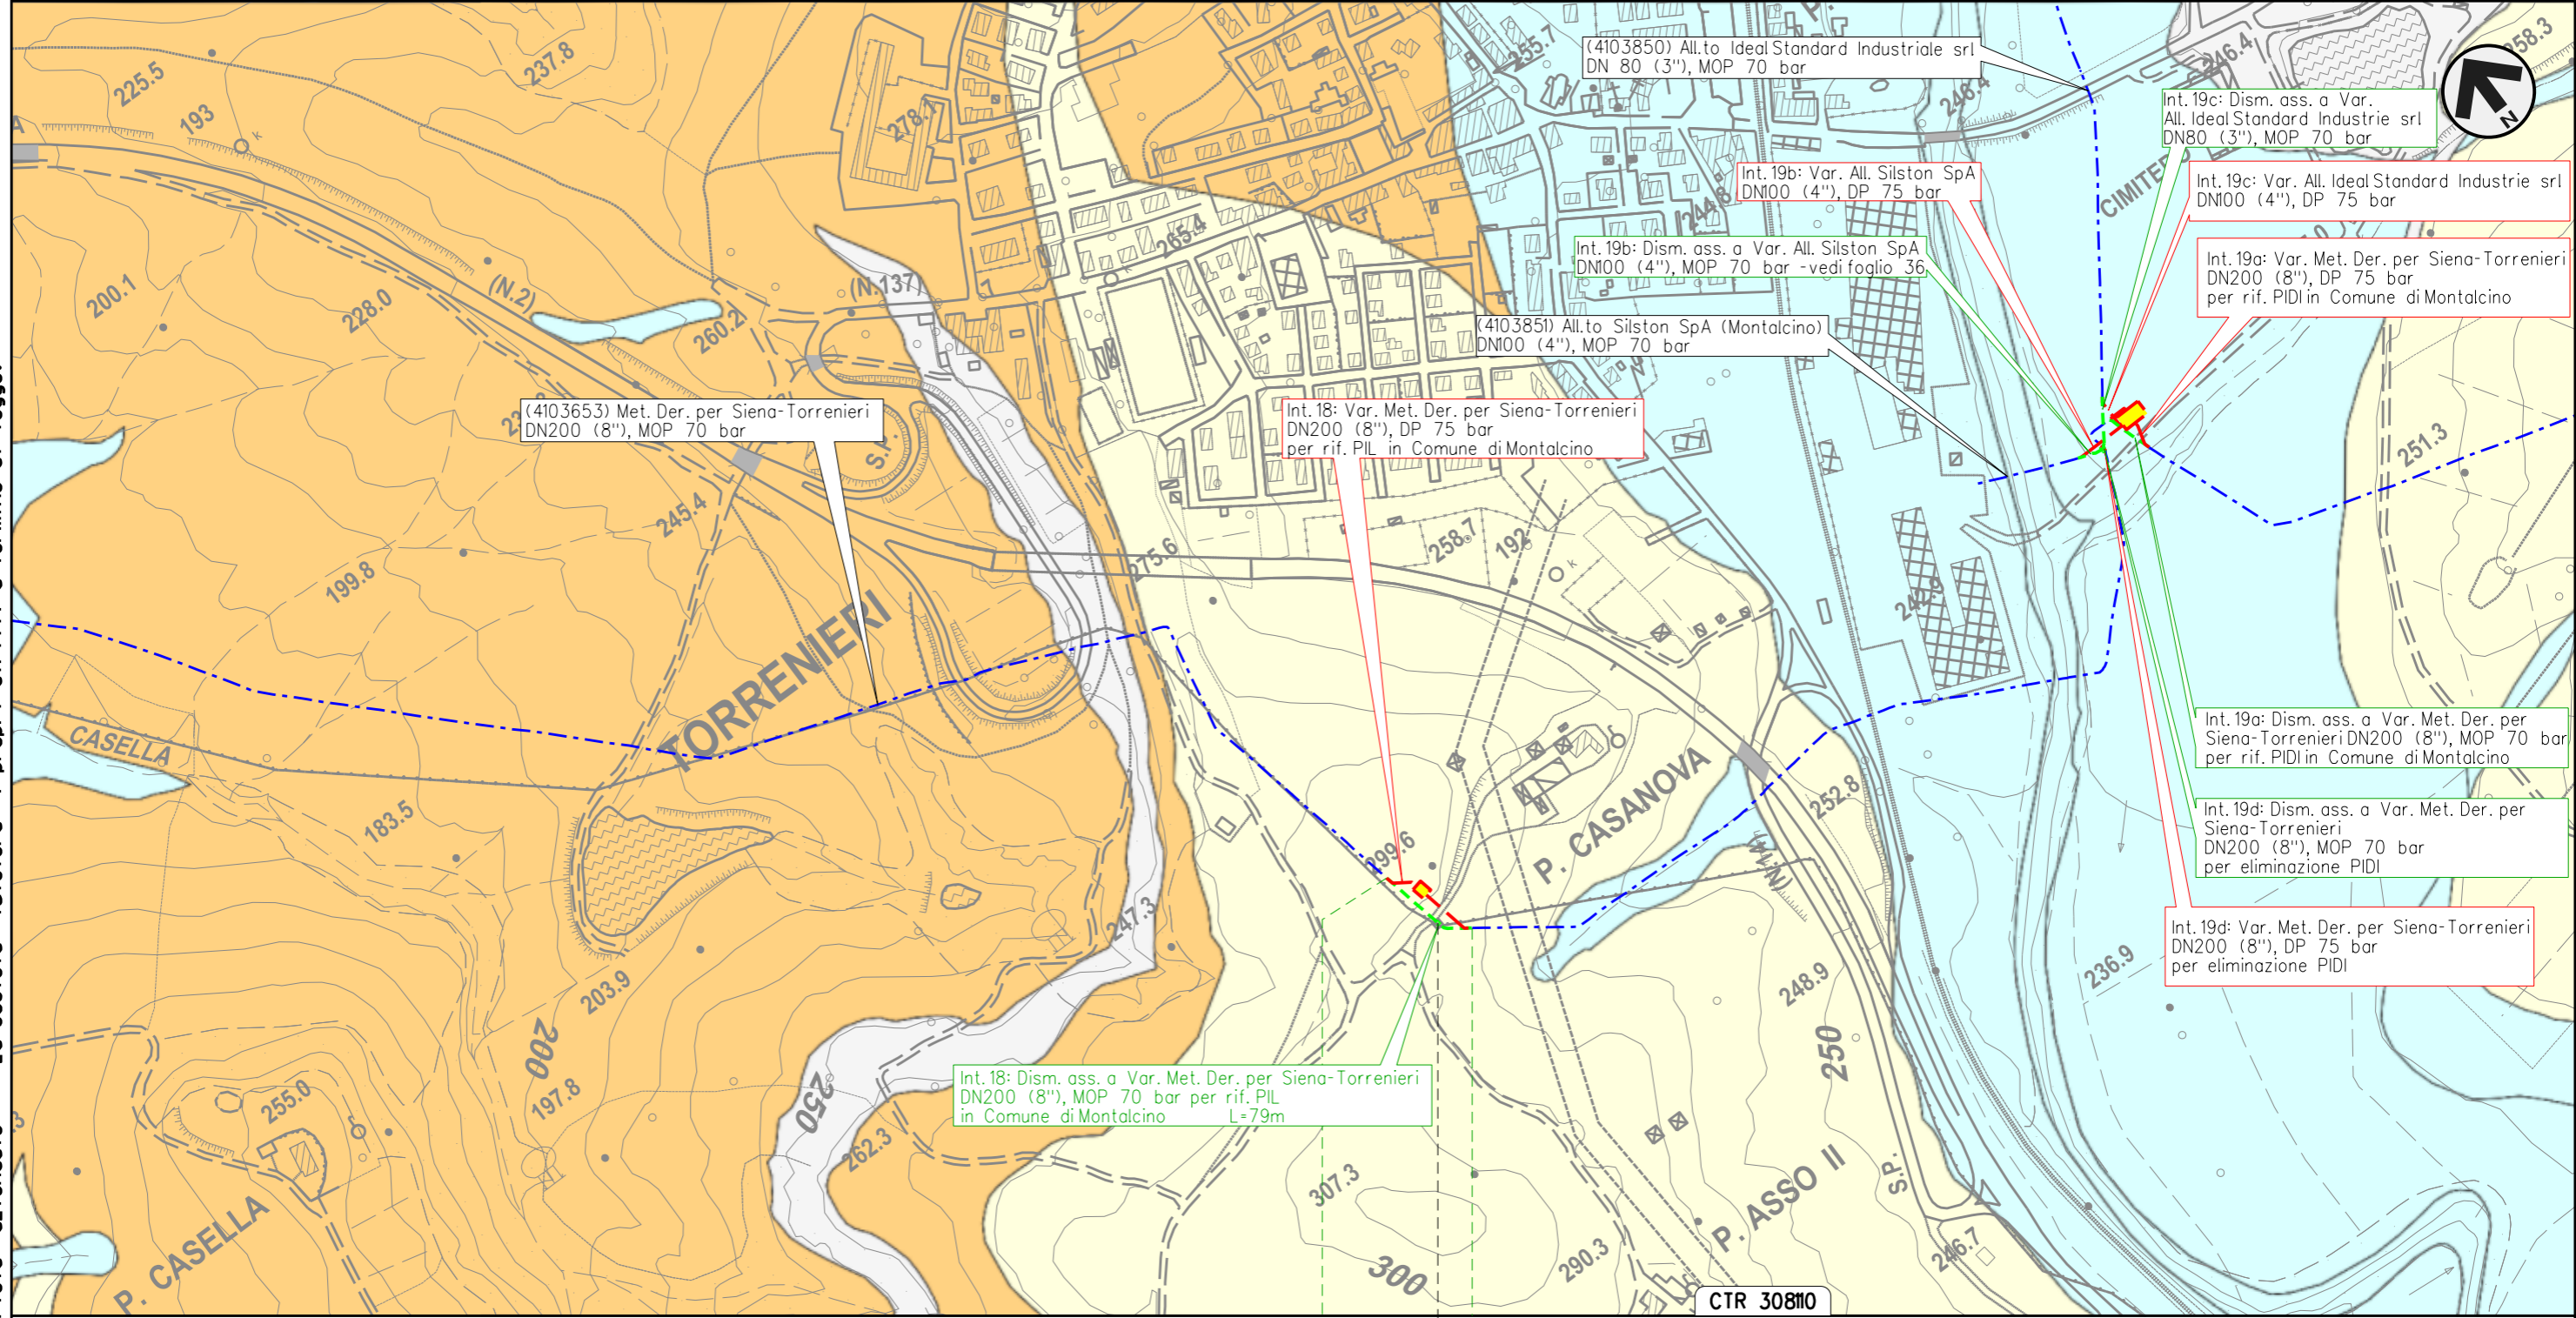 (4103850) All.to Ideal Standard Industriale srl
DN 80 (3"), MOP 70 bar
Int. 19c: Dism. ass. a Var.
All. Ideal Standard Industrie srl
DN80 (3"), MOP 70 bar
N
Int. 19b: Var. All. Silston SpA
DN100 (4"), DP 75 bar
Int. 19c: Var. All. Ideal Standard Industrie srl
DN100 (4"), DP 75 bar
Int. 19b: Dism. ass. a Var. All. Silston SpA
DN100 (4"), MOP 70 bar -vedi foglio 36
Int. 19a: Var. Met. Der. per Siena-Torrenieri
DN200 (8"), DP 75 bar
per rif. PIDI in Comune di Montalcino
(4103851) All.to Silston SpA (Montalcino)
DN100 (4"), MOP 70 bar
(4103653) Met. Der. per Siena-Torrenieri
DN200 (8"), MOP 70 bar
Int. 18: Var. Met. Der. per Siena-Torrenieri
DN200 (8"), DP 75 bar
per rif. PIL in Comune di Montalcino
Int. 19a: Dism. ass. a Var. Met. Der. per
Siena-Torrenieri DN200 (8"), MOP 70 bar
per rif. PIDI in Comune di Montalcino
Int. 19d: Dism. ass. a Var. Met. Der. per
Siena-Torrenieri
DN200 (8"), MOP 70 bar
per eliminazione PIDI
Int. 19d: Var. Met. Der. per Siena-Torrenieri
DN200 (8"), DP 75 bar
per eliminazione PIDI
Int. 18: Dism. ass. a Var. Met. Der. per Siena-Torrenieri
DN200 (8"), MOP 70 bar per rif. PIL
in Comune di Montalcino L=79m
225.5
193
k
237.8
278.1
255.7
246.4
246.4
258.3
200.1
228.0
(N.2)
260.2
(N.137)
265.4
244.8
S.P.
245.4
199.8
275.6
258.7
192
k
242.9
251.3
TORRENIERI
CASELLA
183.5
299.6
P. CASANOVA
252.8
247.3
203.9
200
197.8
248.9
250
236.9
255.0
250
262.3
307.3
P. ASSO II
S.P.
246.7
P. CASELLA
300
290.3
CTR 308110